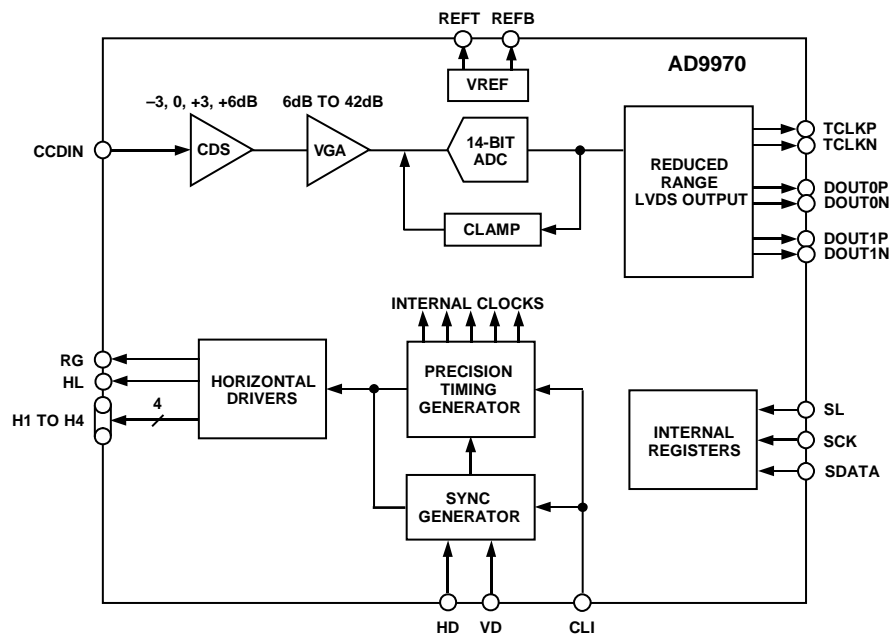 REFT REFB
AD9970
VREF
–3, 0, +3, +6dB
6dB TO 42dB
CCDIN
CDS
VGA
14-BIT
ADC
CLAMP
REDUCED
RANGE
LVDS OUTPUT
TCLKP
TCLKN
DOUT0P
DOUT0N
DOUT1P
DOUT1N
INTERNAL CLOCKS
RG
HL
H1 TO H4
4
HORIZONTAL
DRIVERS
PRECISION
TIMING
GENERATOR
SYNC
GENERATOR
INTERNAL
REGISTERS
SL
SCK
SDATA
HD VD CLI